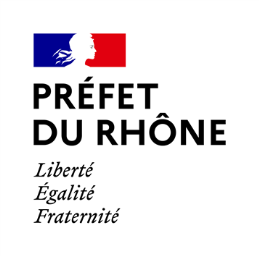 PRÉFET
DU RHÔNE
Liberté
Égalité
Fraternité